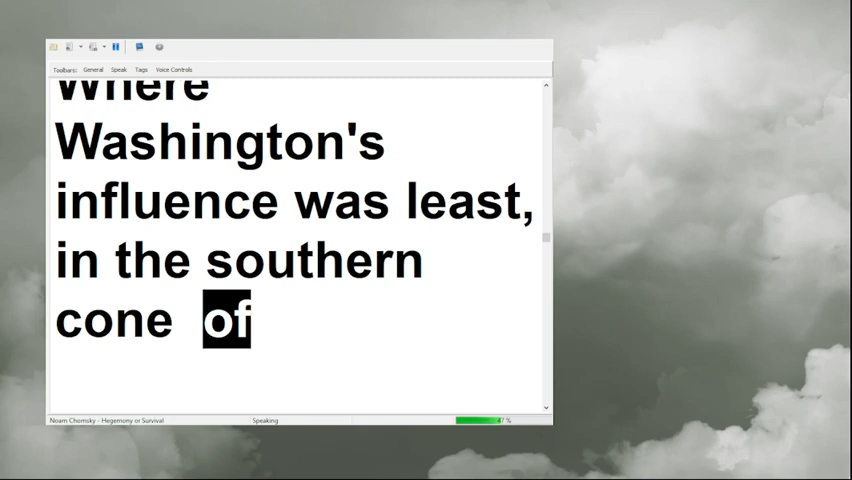 Toolbars: General Speak Tags Voice Controls
Where
Washington's
influence was least,
in the southern
cone of
Noam Chomsky - Hegemony or Survival Speaking 47 %